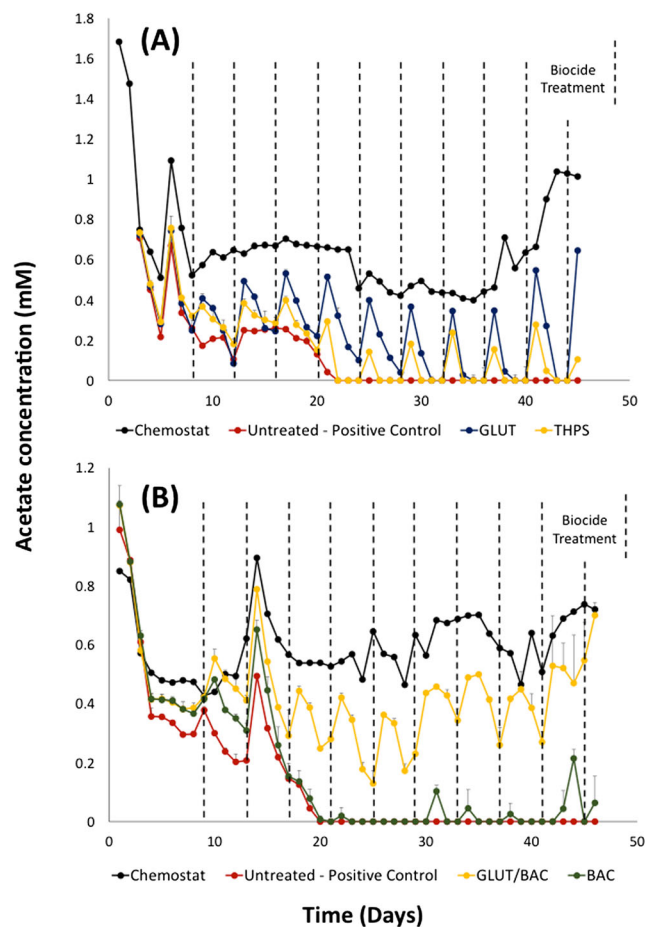 Acetate concentration (mM)
(A)
1.8
1.6
1.4
1.2
1
0.8
0.6
0.4
0.2
0
Biocide
Treatment
0 10 20 30 40 50
Chemostat Untreated - Positive Control GLUT THPS
(B)
1.2
1
0.8
0.6
0.4
0.2
0
Biocide
Treatment
0 10 20 30 40 50
Chemostat Untreated - Positive Control GLUT/BAC BAC
Time (Days)